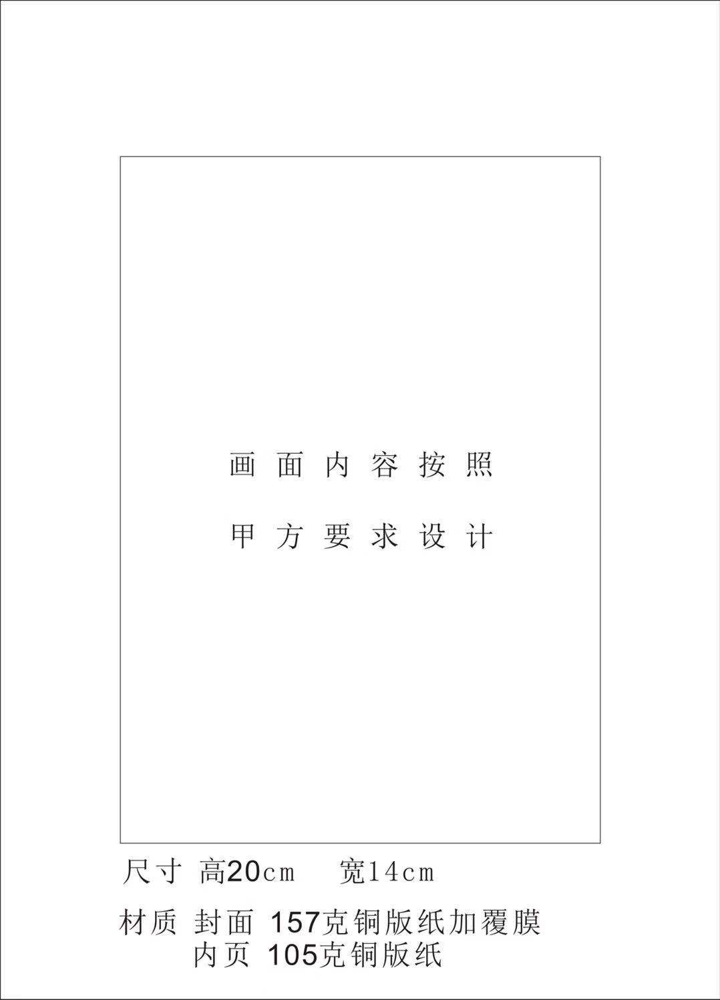 画面内容按照
甲方要求设计
尺寸 高20cm 宽14cm
材质 封面 157克铜版纸加覆膜
内页 105克铜版纸